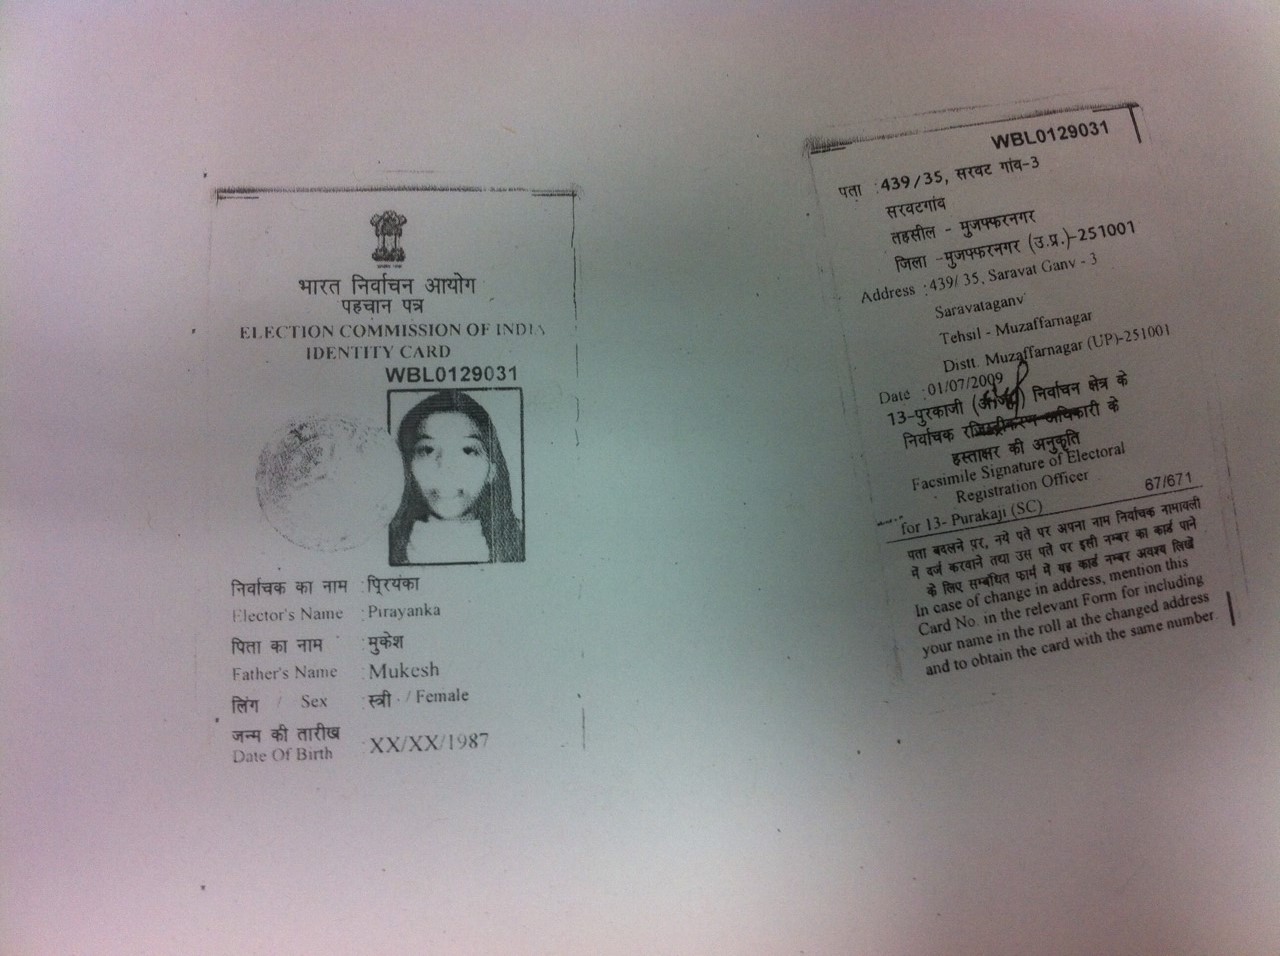 भारत निर्वाचन आयोग
पहचान पत्र
ELECTION COMMISSION OF INDIA
IDENTITY CARD
WBL0129031
निर्वाचक का नाम : प्रियंका
Elector's Name : Pirayanka
पिता का नाम : मुकेश
Father's Name : Mukesh
लिंग / Sex : स्त्री / Female
जन्म की तारीख
Date Of Birth : XX/XX/1987
WBL0129031
पता : 439/35, सरवट गांव-3
सरवटगांव
तहसील - मुजफ्फरनगर
जिला -मुजफ्फरनगर (उ.प्र.)-251001
Address : 439/ 35, Saravat Ganv - 3
Saravataganv
Tehsil - Muzaffarnagar
Distt. Muzaffarnagar (UP)-251001
Date : 01/07/2009
13-पुरकाजी निर्वाचन क्षेत्र के
निर्वाचक रजिस्ट्रीकरण अधिकारी के
हस्ताक्षर की अनुकृति
Facsimile Signature of Electoral
Registration Officer
for 13- Purakaji (SC)
67/671
पता बदलने पर, नये पते पर अपना नाम निर्वाचक नामावली
में दर्ज करवाने तथा उस पते पर इसी नम्बर का कार्ड पाने
के लिए सम्बंधित फार्म में यह कार्ड नम्बर अवश्य लिखें
In case of change in address, mention this
Card No. in the relevant Form for including
your name in the roll at the changed address
and to obtain the card with the same number.